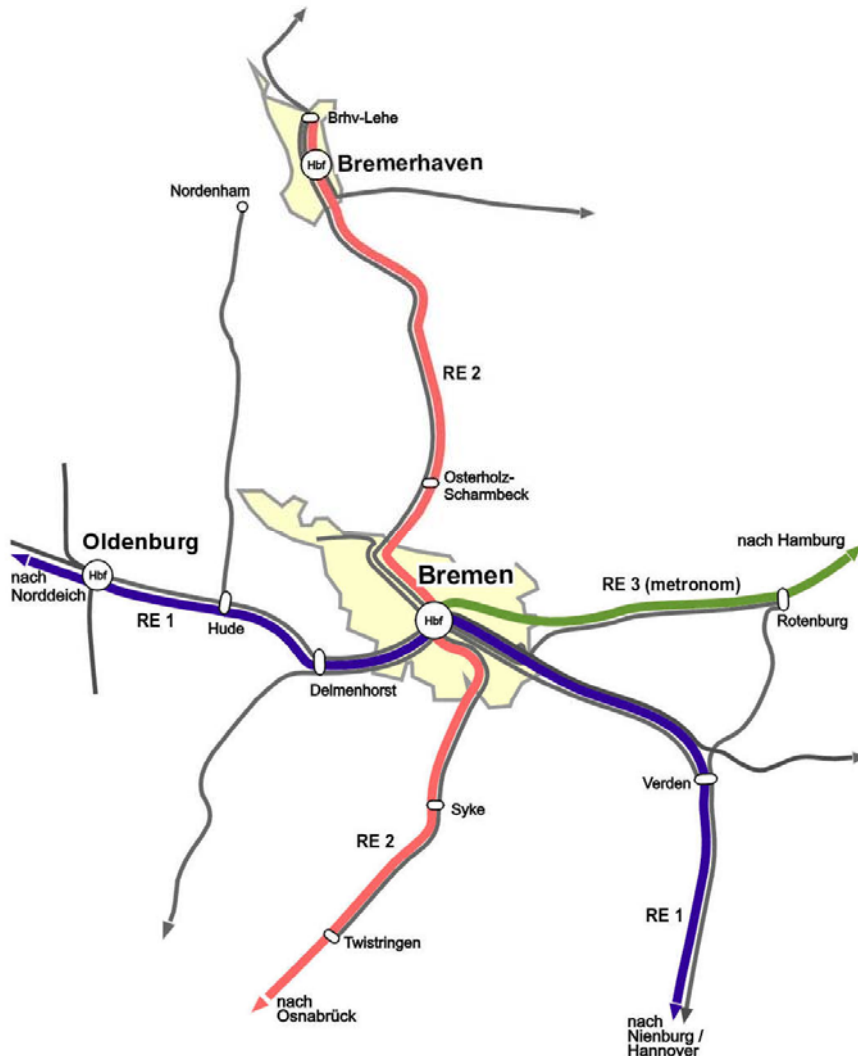 Brhv-Lehe
Hbf
Bremerhaven
Nordenham
RE 2
Osterholz-
Scharmbeck
Oldenburg
nach Hamburg
Hbf
Bremen
nach
Norddeich
RE 3 (metronom)
RE 1
Hude
Hbf
Rotenburg
Delmenhorst
Verden
Syke
RE 2
RE 1
Twistringen
nach
Osnabrück
nach
Nienburg /
Hannover